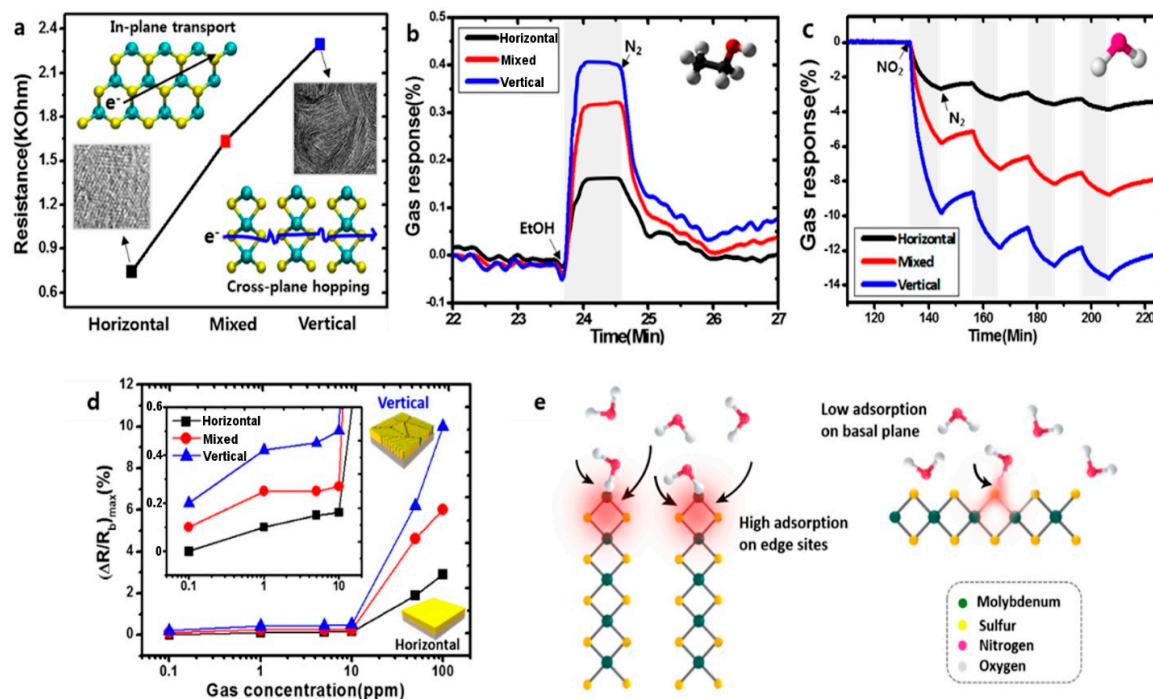 a
In-plane transport
e-
Resistance(KOhm)
2.4
2.1
1.8
1.5
1.2
0.9
0.6
e-
Cross-plane hopping
Horizontal
Mixed
Vertical
b
Gas response(%)
0.5
0.4
0.3
0.2
0.1
0.0
-0.1
Horizontal
Mixed
Vertical
N2
EtOH
22
23
24
25
26
27
Time(Min)
c
Gas response(%)
0
-2
-4
-6
-8
-10
-12
-14
NO2
N2
Horizontal
Mixed
Vertical
120
140
160
180
200
220
Time(Min)
d
(ΔR/Rb)max(%)
12
10
8
6
4
2
0
0.6
0.4
0.2
0
0.1
1
10
Horizontal
Mixed
Vertical
Vertical
Horizontal
0.1
1
10
100
Gas concentration(ppm)
e
High adsorption
on edge sites
Low adsorption
on basal plane
Molybdenum
Sulfur
Nitrogen
Oxygen